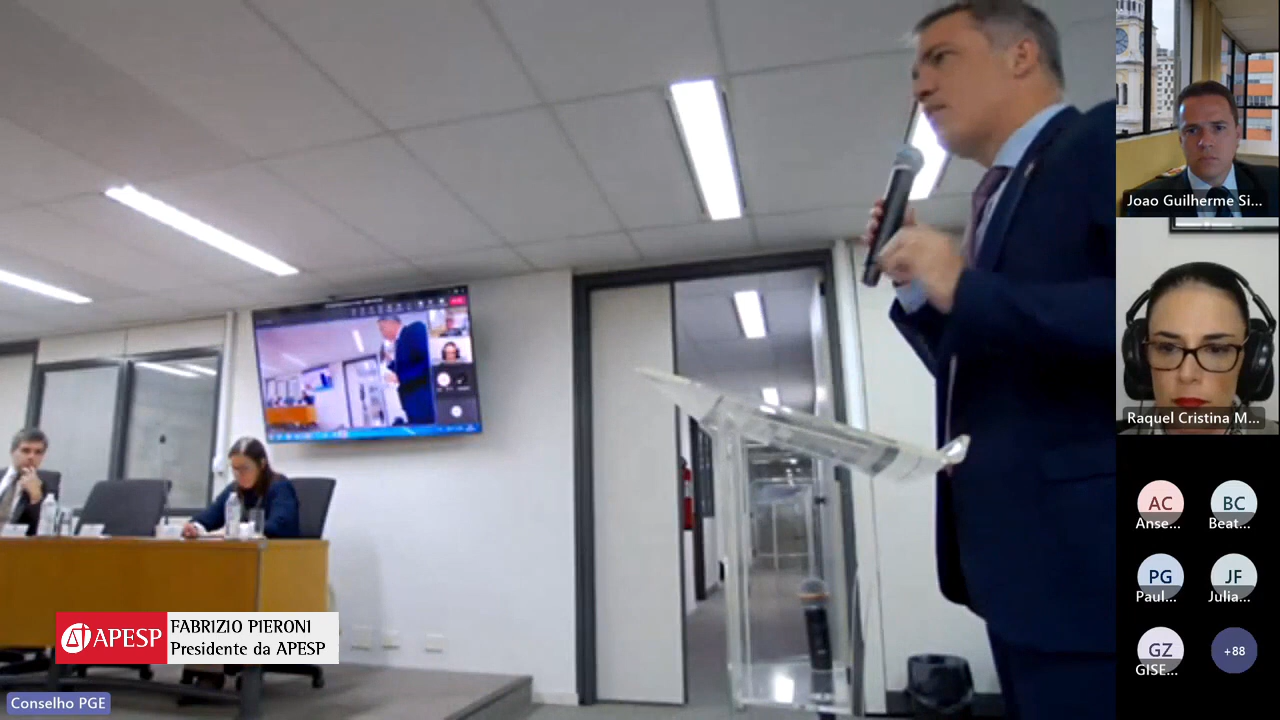 Joao Guilherme Si...
Raquel Cristina M...
AC
Anse...
BC
Beat...
PG
Paul...
JF
Julia...
GZ
GISE...
+88
APESP
FABRIZIO PIERONI
Presidente da APESP
Conselho PGE